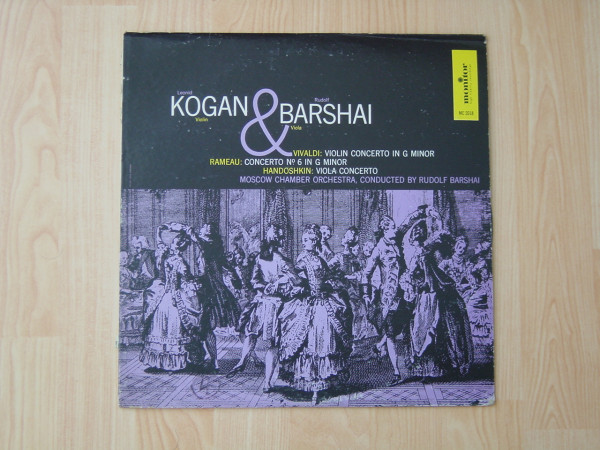 Leonid
Rudolf
KOGAN & BARSHAI
Violin
Viola
VIVALDI: VIOLIN CONCERTO IN G MINOR
RAMEAU: CONCERTO Nº 6 IN G MINOR
HANDOSHKIN: VIOLA CONCERTO
MOSCOW CHAMBER ORCHESTRA, CONDUCTED BY RUDOLF BARSHAI
monitor